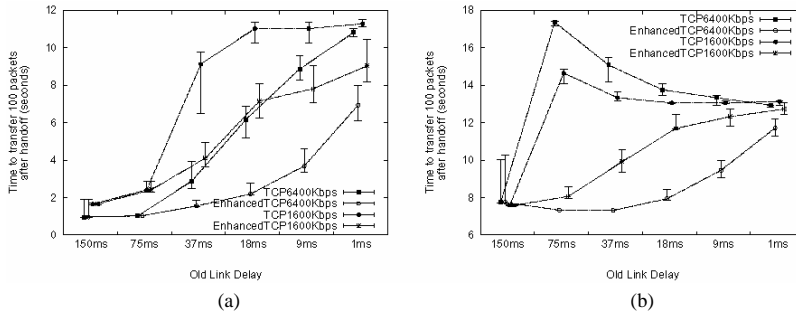 12
10
8
6
4
2
0
Time to transfer 100 packets
after handoff (seconds)
TCP6400Kbps
EnhancedTCP6400Kbps
TCP1600Kbps
EnhancedTCP1600Kbps
150ms 75ms 37ms 18ms 9ms 1ms
Old Link Delay
(a)
18
16
14
12
10
8
6
Time to transfer 100 packets
after handoff (seconds)
TCP6400Kbps
EnhancedTCP6400Kbps
TCP1600Kbps
EnhancedTCP1600Kbps
150ms 75ms 37ms 18ms 9ms 1ms
Old Link Delay
(b)